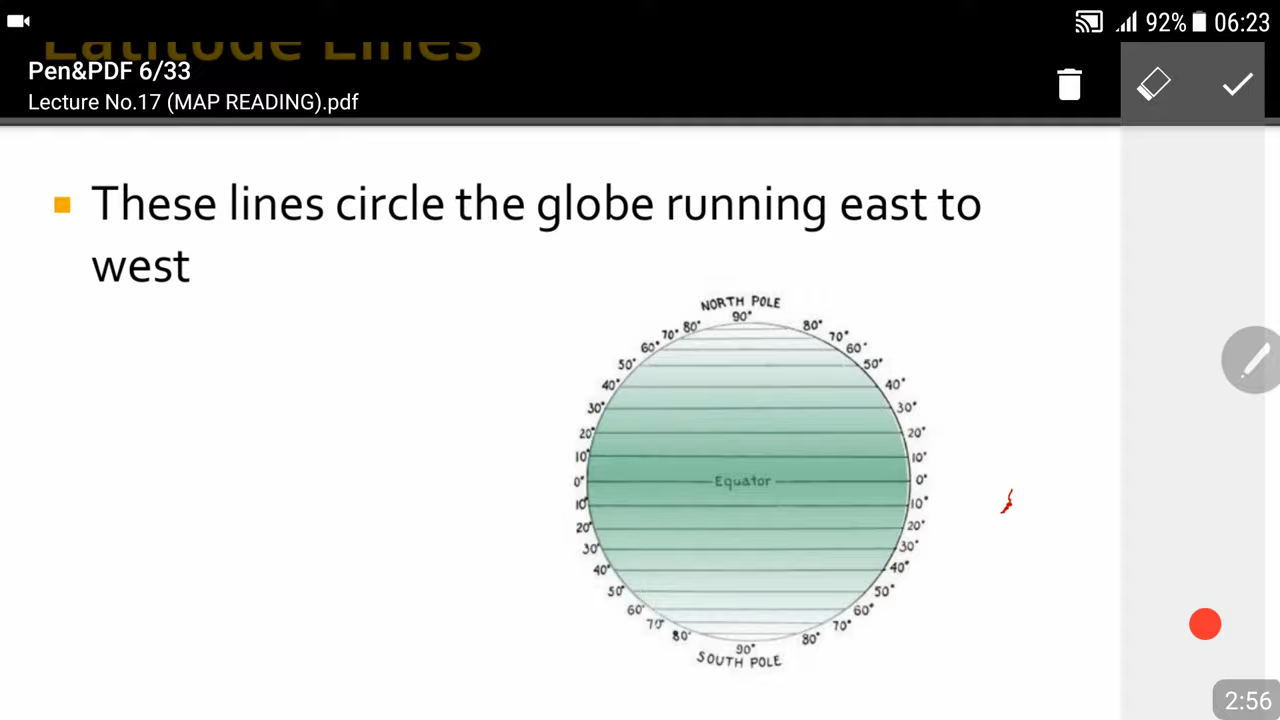 92% 06:23
Latitude Lines
Pen&PDF 6/33
Lecture No.17 (MAP READING).pdf
These lines circle the globe running east to
west
NORTH POLE
90°
80° 80°
70° 70°
60° 60°
50° 50°
40° 40°
30° 30°
20° 20°
10° 10°
0° Equator 0°
10° 10°
20° 20°
30° 30°
40° 40°
50° 50°
60° 60°
70° 70°
80° 80°
90°
SOUTH POLE
2:56